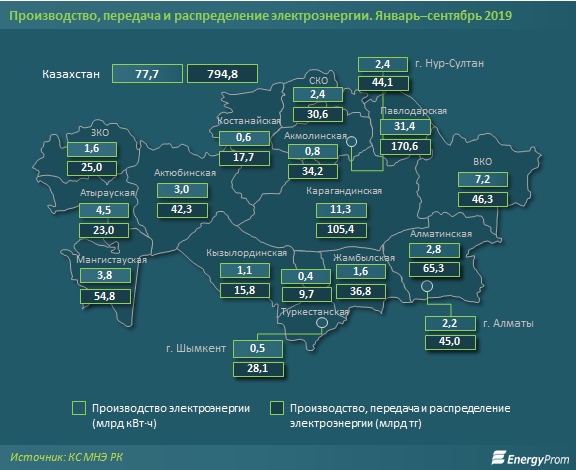 Производство, передача и распределение электроэнергии. Январь–сентябрь 2019
Казахстан 77,7 794,8
2,4 г. Нур-Султан
44,1
СКО
2,4
30,6
Костанайская
0,6
17,7
Акмолинская
0,8
34,2
Павлодарская
31,4
170,6
ЗКО
1,6
25,0
Актюбинская
3,0
42,3
Атырауская
4,5
23,0
Карагандинская
11,3
105,4
ВКО
7,2
46,3
Мангистауская
3,8
54,8
Кызылординская
1,1
15,8
0,4
9,7
Туркестанская
Жамбылская
1,6
36,8
Алматинская
2,8
65,3
2,2 г. Алматы
45,0
г. Шымкент 0,5
28,1
Производство электроэнергии
(млрд кВт·ч)
Производство, передача и распределение
электроэнергии (млрд тг)
Источник: КС МНЭ РК
EnergyProm